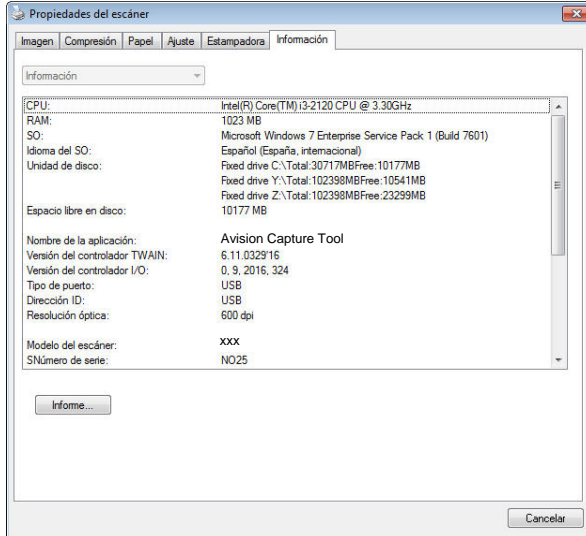 Propiedades del escáner
Imagen Compresión Papel Ajuste Estampadora Información
Información
CPU: Intel(R) Core(TM) i3-2120 CPU @ 3.30GHz
RAM: 1023 MB
SO: Microsoft Windows 7 Enterprise Service Pack 1 (Build 7601)
Idioma del SO: Español (España, internacional)
Unidad de disco: Fixed drive C:\Total:30717MBFree:10177MB
Fixed drive Y:\Total:102398MBFree:10541MB
Fixed drive Z:\Total:102398MBFree:23299MB
Espacio libre en disco: 10177 MB
Nombre de la aplicación: Avision Capture Tool
Versión del controlador TWAIN: 6.11.0329'16
Versión del controlador I/O: 0, 9, 2016, 324
Tipo de puerto: USB
Dirección ID: USB
Resolución óptica: 600 dpi
Modelo del escáner: xxx
SNúmero de serie: NO25
Informe...
Cancelar